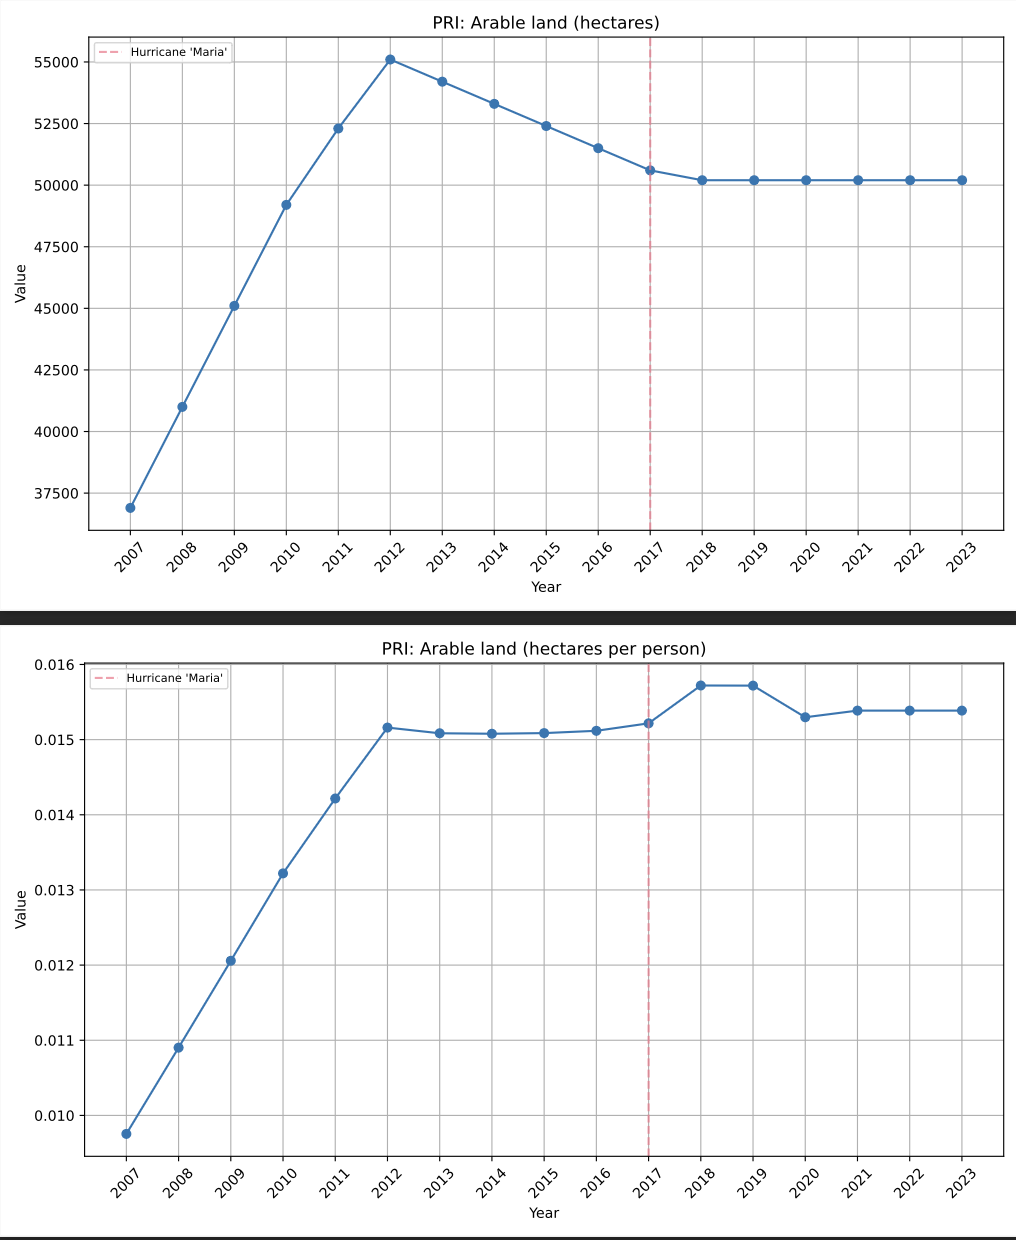 PRI: Arable land (hectares)
Hurricane 'Maria'
55000
52500
50000
47500
45000
42500
40000
37500
Value
2007 2008 2009 2010 2011 2012 2013 2014 2015 2016 2017 2018 2019 2020 2021 2022 2023
Year
PRI: Arable land (hectares per person)
Hurricane 'Maria'
0.016
0.015
0.014
0.013
0.012
0.011
0.010
Value
2007 2008 2009 2010 2011 2012 2013 2014 2015 2016 2017 2018 2019 2020 2021 2022 2023
Year